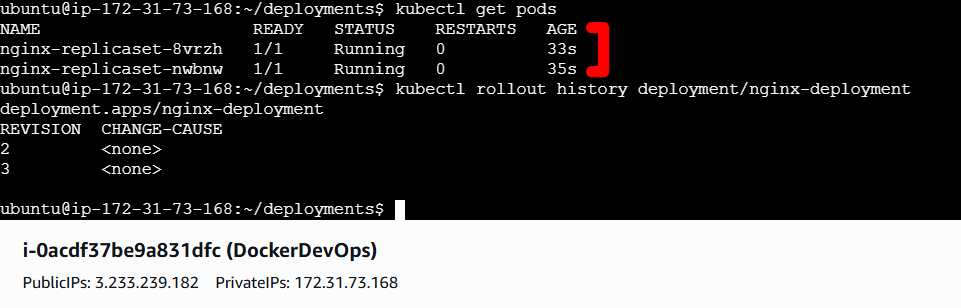 ubuntu@ip-172-31-73-168:~/deployments$ kubectl get pods
NAME                     READY   STATUS    RESTARTS   AGE
nginx-replicaset-8vrzh   1/1     Running   0          33s
nginx-replicaset-nwbnw   1/1     Running   0          35s
ubuntu@ip-172-31-73-168:~/deployments$ kubectl rollout history deployment/nginx-deployment
deployment.apps/nginx-deployment
REVISION  CHANGE-CAUSE
2         <none>
3         <none>
ubuntu@ip-172-31-73-168:~/deployments$
i-0acdf37be9a831dfc (DockerDevOps)
PublicIPs: 3.233.239.182    PrivateIPs: 172.31.73.168